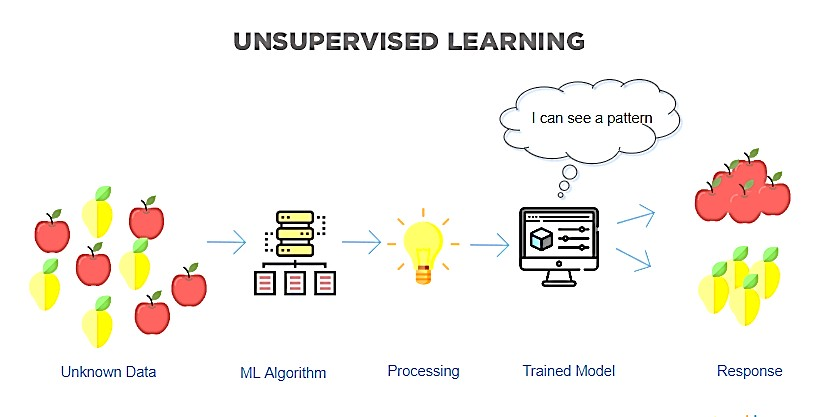 UNSUPERVISED LEARNING
I can see a pattern
Unknown Data
ML Algorithm
Processing
Trained Model
Response